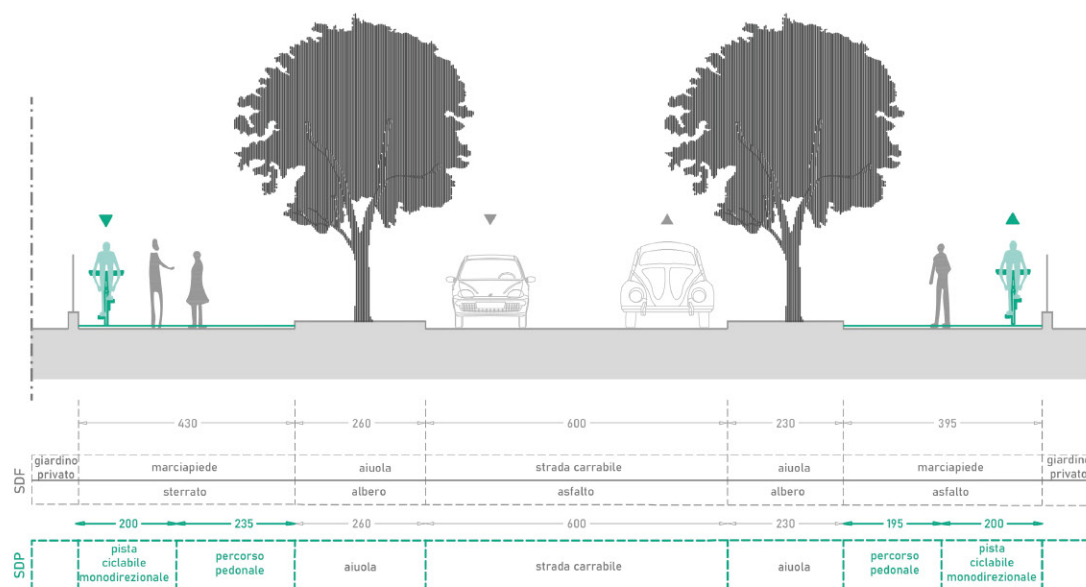 430 260 600 230 395
SDF
giardino privato marciapiede aiuola strada carrabile aiuola marciapiede giardino privato
sterrato albero asfalto albero asfalto
200 235 260 600 230 195 200
SDP
pista ciclabile monodirezionale percorso pedonale aiuola strada carrabile aiuola percorso pedonale pista ciclabile monodirezionale